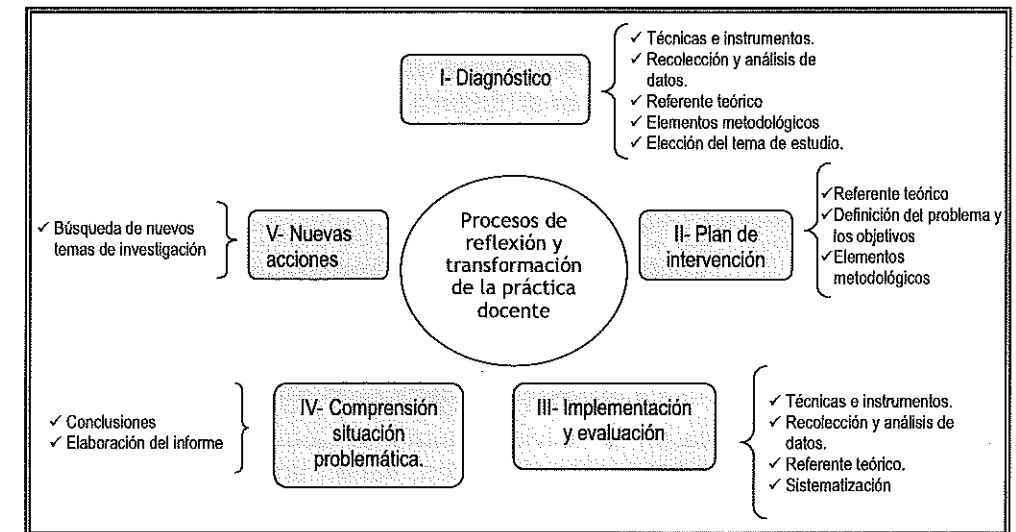 I- Diagnóstico
✓ Técnicas e instrumentos.
✓ Recolección y análisis de
datos.
✓ Referente teórico
✓ Elementos metodológicos
✓ Elección del tema de estudio.
Procesos de
reflexión y
transformación
de la práctica
docente
II- Plan de
intervención
✓Referente teórico
✓Definición del problema y
los objetivos
✓Elementos
metodológicos
III- Implementación
y evaluación
✓ Técnicas e instrumentos.
✓ Recolección y análisis de
datos.
✓ Referente teórico.
✓ Sistematización
IV- Comprensión
situación
problemática.
✓ Conclusiones
✓ Elaboración del informe
V- Nuevas
acciones
✓ Búsqueda de nuevos
temas de investigación